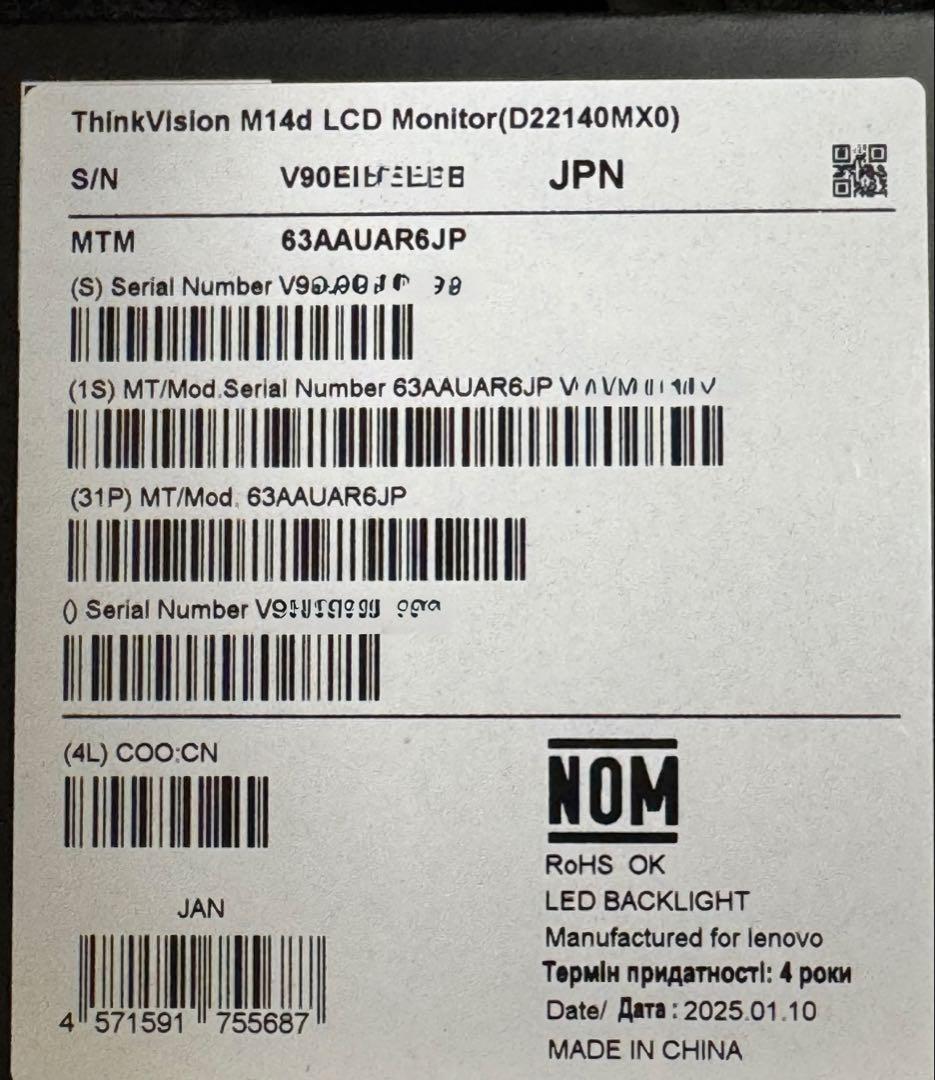 ThinkVision M14d LCD Monitor(D22140MX0)
S/N JPN
MTM 63AAUAR6JP
(S) Serial Number
(1S) MT/Mod.Serial Number 63AAUAR6JP
(31P) MT/Mod. 63AAUAR6JP
() Serial Number
(4L) COO:CN
NOM
RoHS OK
LED BACKLIGHT
Manufactured for lenovo
Термін придатності: 4 роки
Date/ Дата : 2025.01.10
MADE IN CHINA
JAN
4 571591 755687